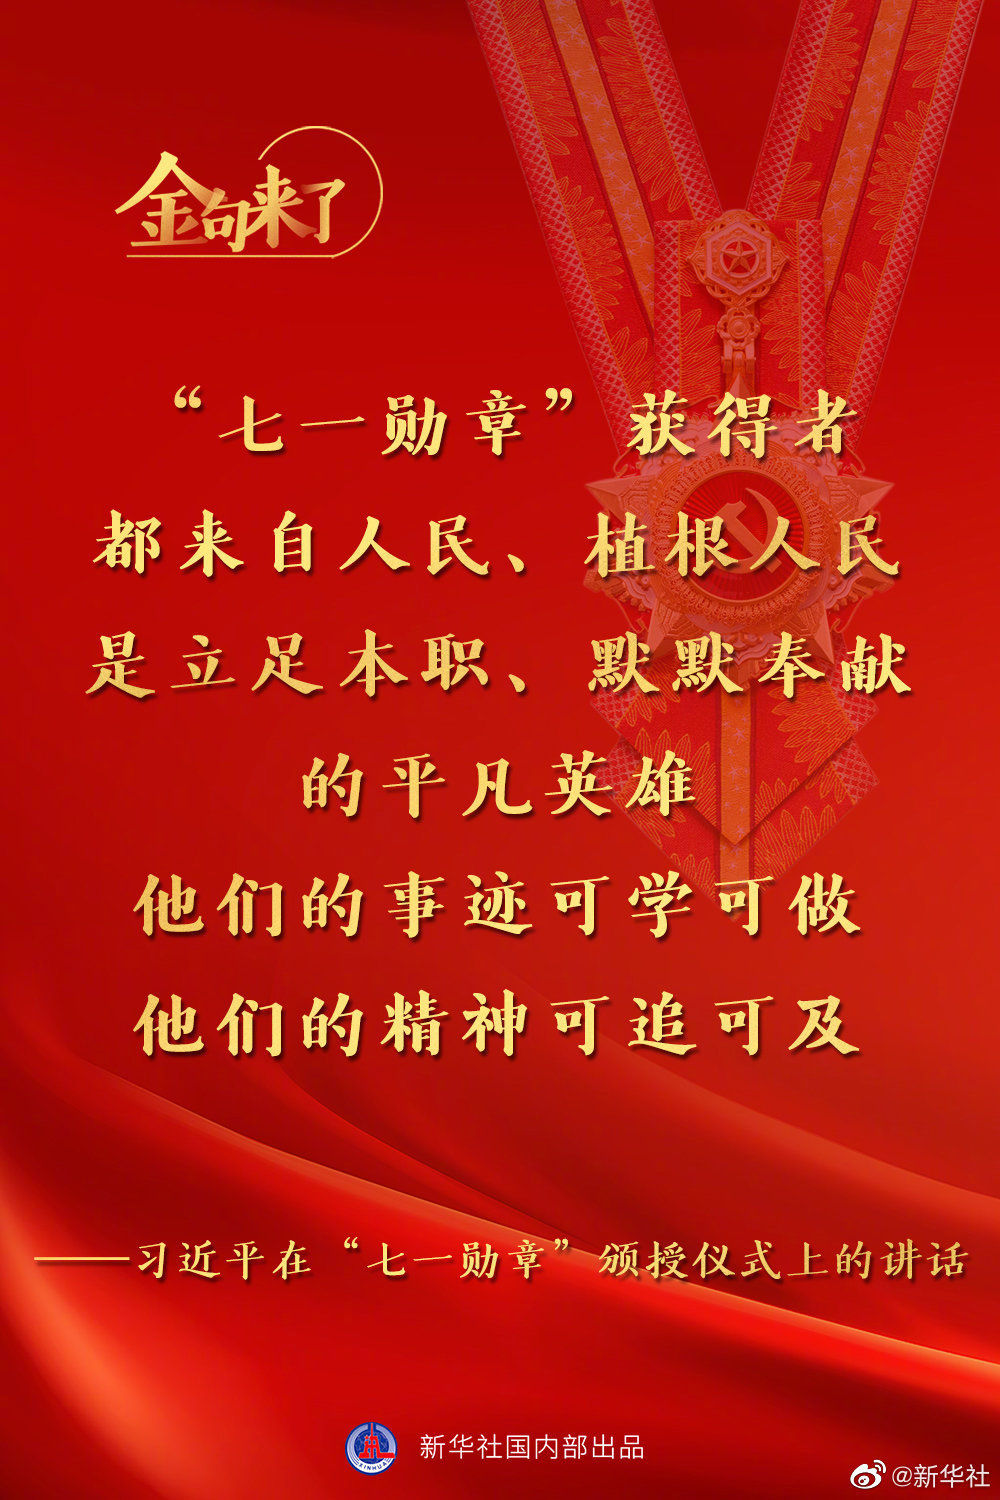 金句来了
“七一勋章”获得者
都来自人民、植根人民
是立足本职、默默奉献
的平凡英雄
他们的事迹可学可做
他们的精神可追可及
——习近平在“七一勋章”颁授仪式上的讲话
XINHUA
新华社国内部出品
@新华社